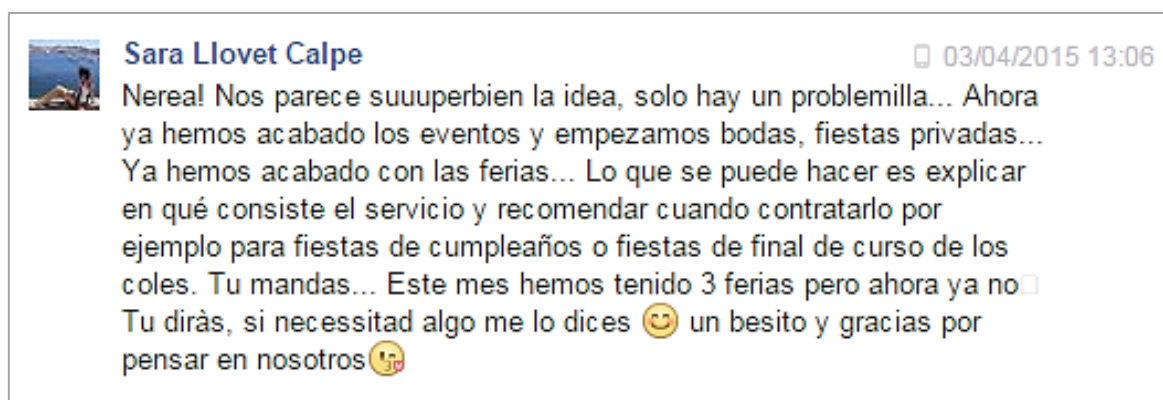 Sara Llovet Calpe
03/04/2015 13:06
Nerea! Nos parece suuuperbien la idea, solo hay un problemilla... Ahora
ya hemos acabado los eventos y empezamos bodas, fiestas privadas...
Ya hemos acabado con las ferias... Lo que se puede hacer es explicar
en qué consiste el servicio y recomendar cuando contratarlo por
ejemplo para fiestas de cumpleaños o fiestas de final de curso de los
coles. Tu mandas... Este mes hemos tenido 3 ferias pero ahora ya no
Tu diràs, si necessitad algo me lo dices 😊 un besito y gracias por
pensar en nosotros😘